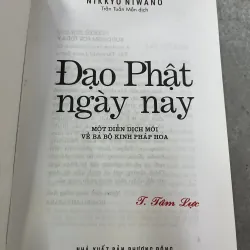 NIKKYO NIWANO
Trần Tuấn Mẫn dịch
Đạo Phật
ngày nay
MỘT DIỄN DỊCH MỚI
VỀ BA BỘ KINH PHÁP HOA
T. Tâm Lực
NHÀ XUẤT BẢN PHƯƠNG ĐÔNG